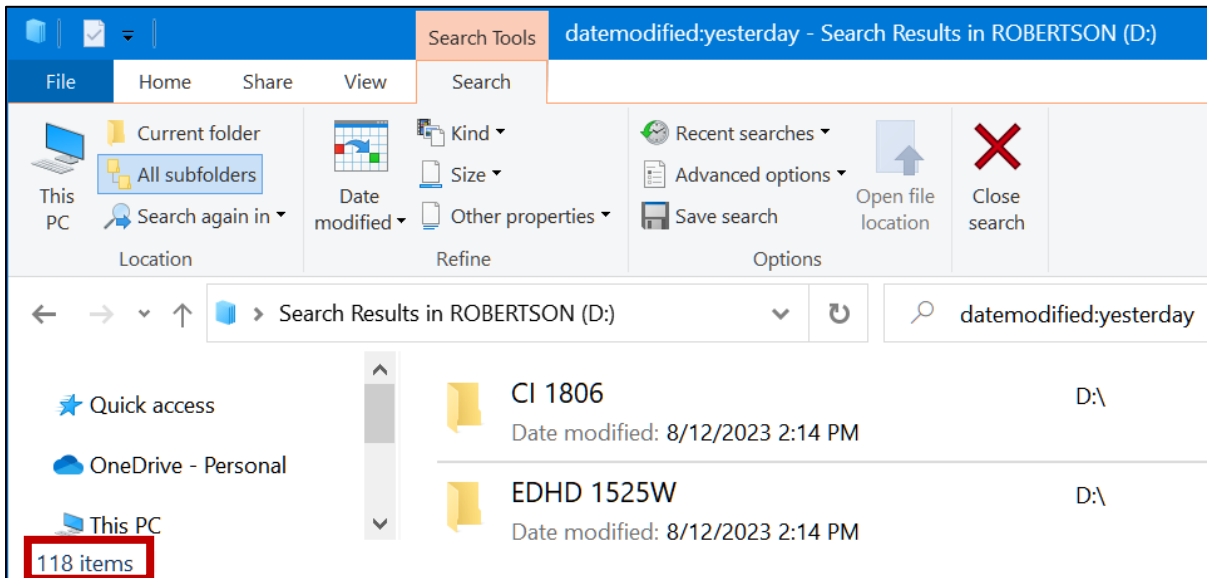 Search Tools
datemodified:yesterday - Search Results in ROBERTSON (D:)
File
Home
Share
View
Search
This PC
Current folder
All subfolders
Search again in
Location
Date modified
Kind
Size
Other properties
Refine
Recent searches
Advanced options
Save search
Options
Open file location
Close search
Search Results in ROBERTSON (D:)
datemodified:yesterday
Quick access
OneDrive - Personal
This PC
118 items
CI 1806
D:\
Date modified: 8/12/2023 2:14 PM
EDHD 1525W
D:\
Date modified: 8/12/2023 2:14 PM